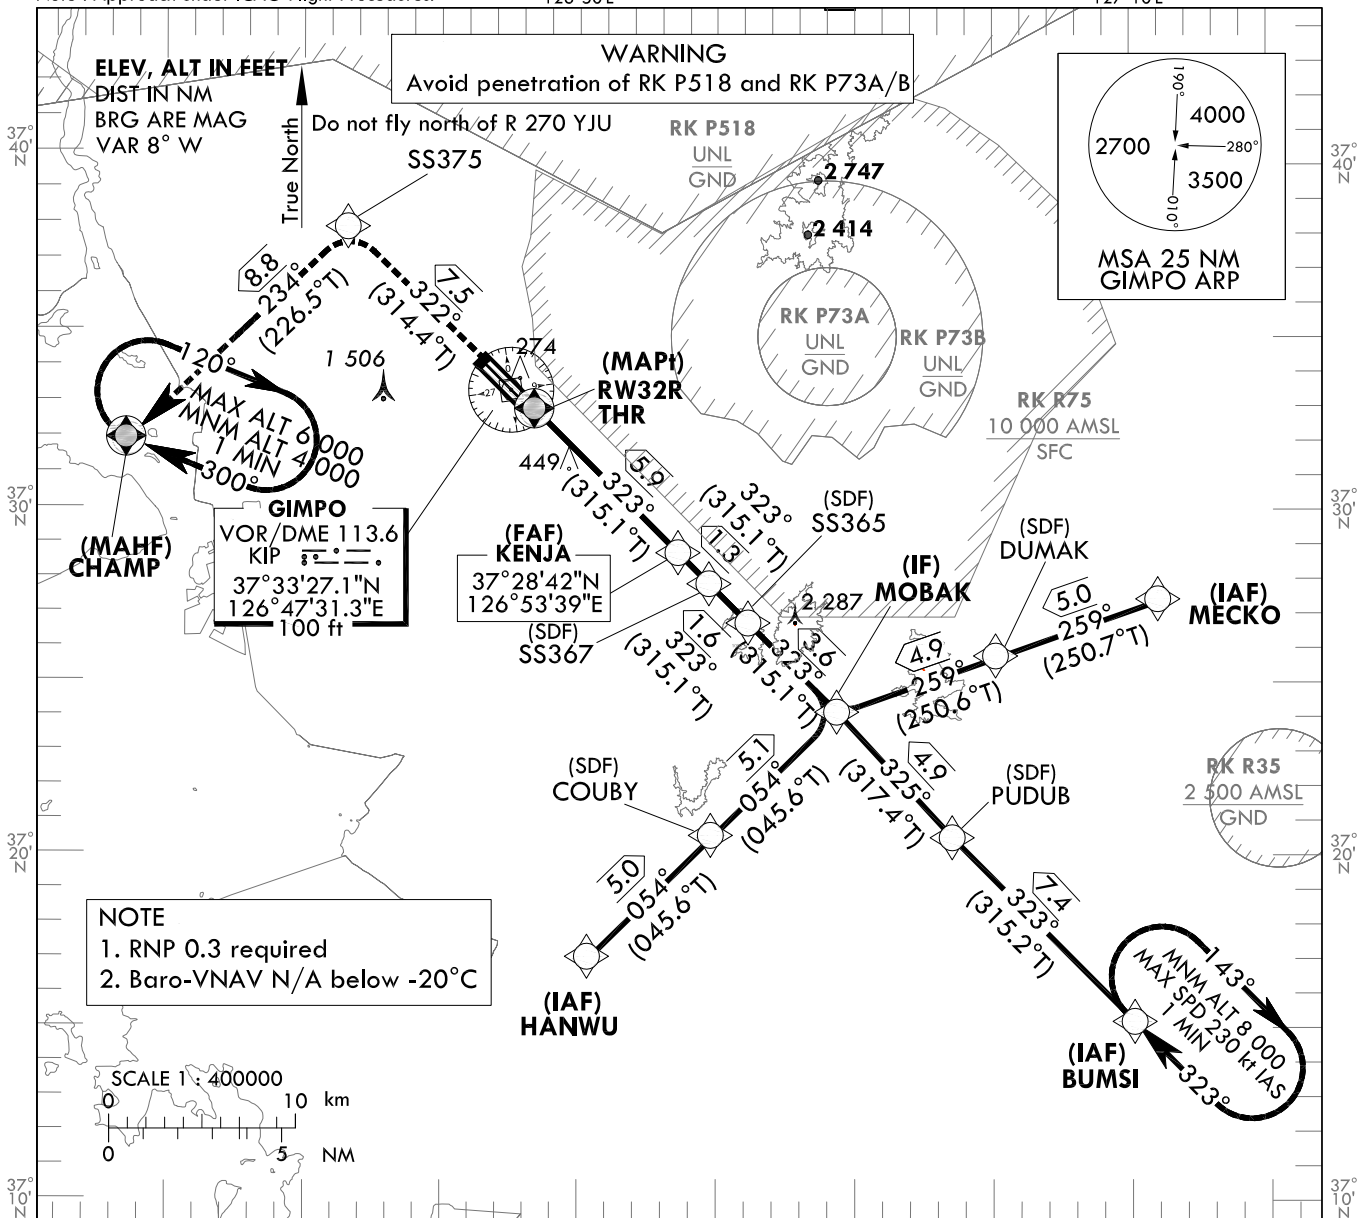 126°50'E
127°10'E
WARNING
Avoid penetration of RK P518 and RK P73A/B
ELEV, ALT IN FEET
DIST IN NM
BRG ARE MAG
VAR 8° W
True North
Do not fly north of R 270 YJU
SS375
RK P518
UNL
GND
2 747
2 414
190°
4000
2700
280°
3500
010°
MSA 25 NM
GIMPO ARP
37°
40'
N
37°
40'
N
8.8
234°
(226.5°T)
7.5
322°
(314.4°T)
RK P73A
UNL
GND
RK P73B
UNL
GND
RK R75
10 000 AMSL
SFC
1 506
274
(MAPt)
RW32R
THR
120°
MAX ALT 6 000
MNM ALT 4 000
1 MIN
300°
(MAHF)
CHAMP
449
5.9
323°
(315.1°T)
1.3
323°
(315.1°T)
37°
30'
N
37°
30'
N
GIMPO
VOR/DME 113.6
KIP
37°33'27.1"N
126°47'31.3"E
100 ft
(FAF)
KENJA
37°28'42"N
126°53'39"E
(SDF)
SS367
(SDF)
SS365
(IF)
MOBAK
(SDF)
DUMAK
(IAF)
MECKO
2 287
1.6
323°
(315.1°T)
3.6
323°
(315.1°T)
4.9
259°
(250.6°T)
5.0
259°
(250.7°T)
(SDF)
COUBY
5.1
054°
(045.6°T)
4.9
325°
(317.4°T)
(SDF)
PUDUB
RK R35
2 500 AMSL
GND
37°
20'
N
37°
20'
N
5.0
054°
(045.6°T)
7.4
323°
(315.2°T)
NOTE
1. RNP 0.3 required
2. Baro-VNAV N/A below -20°C
(IAF)
HANWU
(IAF)
BUMSI
143°
MNM ALT 8 000
MAX SPD 230 kt IAS
1 MIN
323°
SCALE 1 : 400000
0 10 km
0 5 NM
37°
10'
N
37°
10'
N